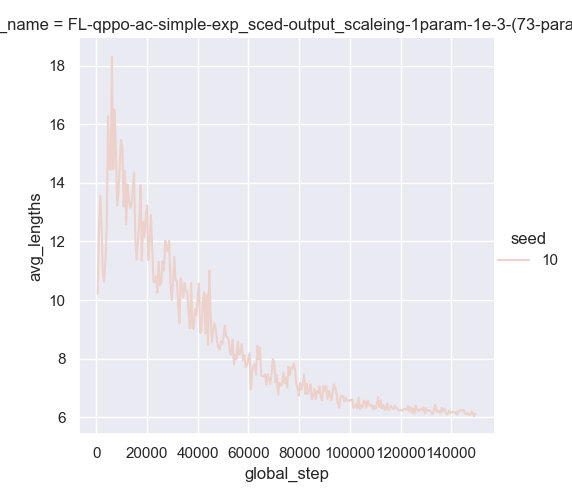 _name = FL-qppo-ac-simple-exp_sced-output_scaleing-1param-1e-3-(73-para
18
16
14
12
10
8
6
avg_lengths
0 20000 40000 60000 80000 100000 120000 140000
global_step
seed
10